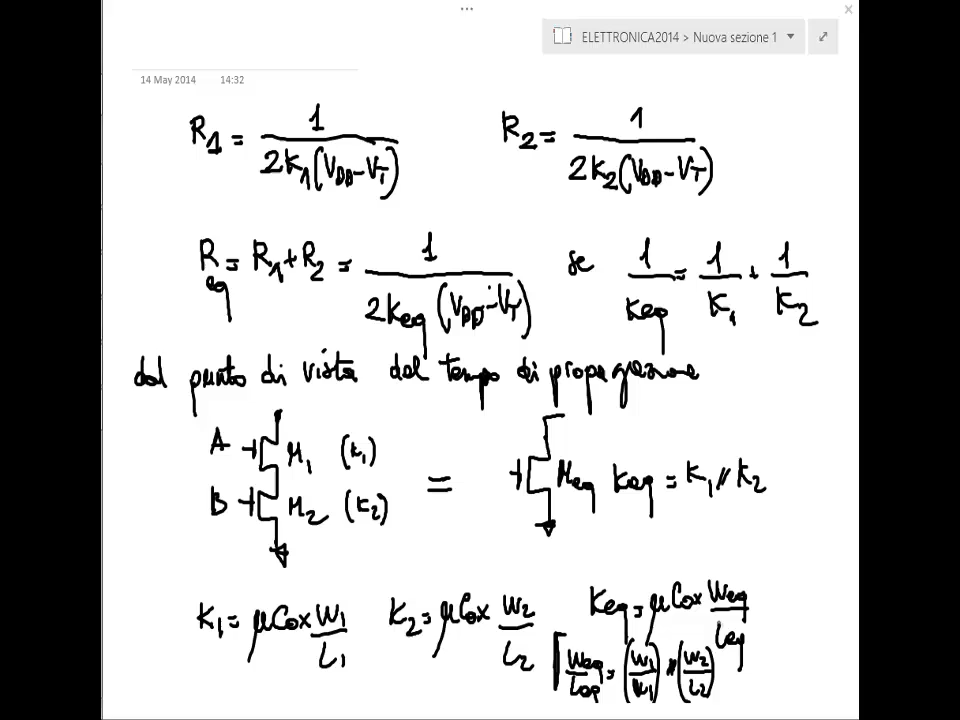 ELETTRONICA2014 > Nuova sezione 1
14 May 2014 14:32
R1 = 1 / 2K1(VDD-VT) R2 = 1 / 2K2(VDD-VT)
Req = R1+R2 = 1 / 2Keq(VDD-VT) se 1/Keq = 1/K1 + 1/K2
dal punto di vista del tempo di propagazione
A M1 (K1)
B M2 (K2) = Meq Keq = K1//K2
K1 = μCox W1/L1 K2 = μCox W2/L2 Keq = μCox Weq/Leq
Weq/Leq = (W1/L1) // (W2/L2)